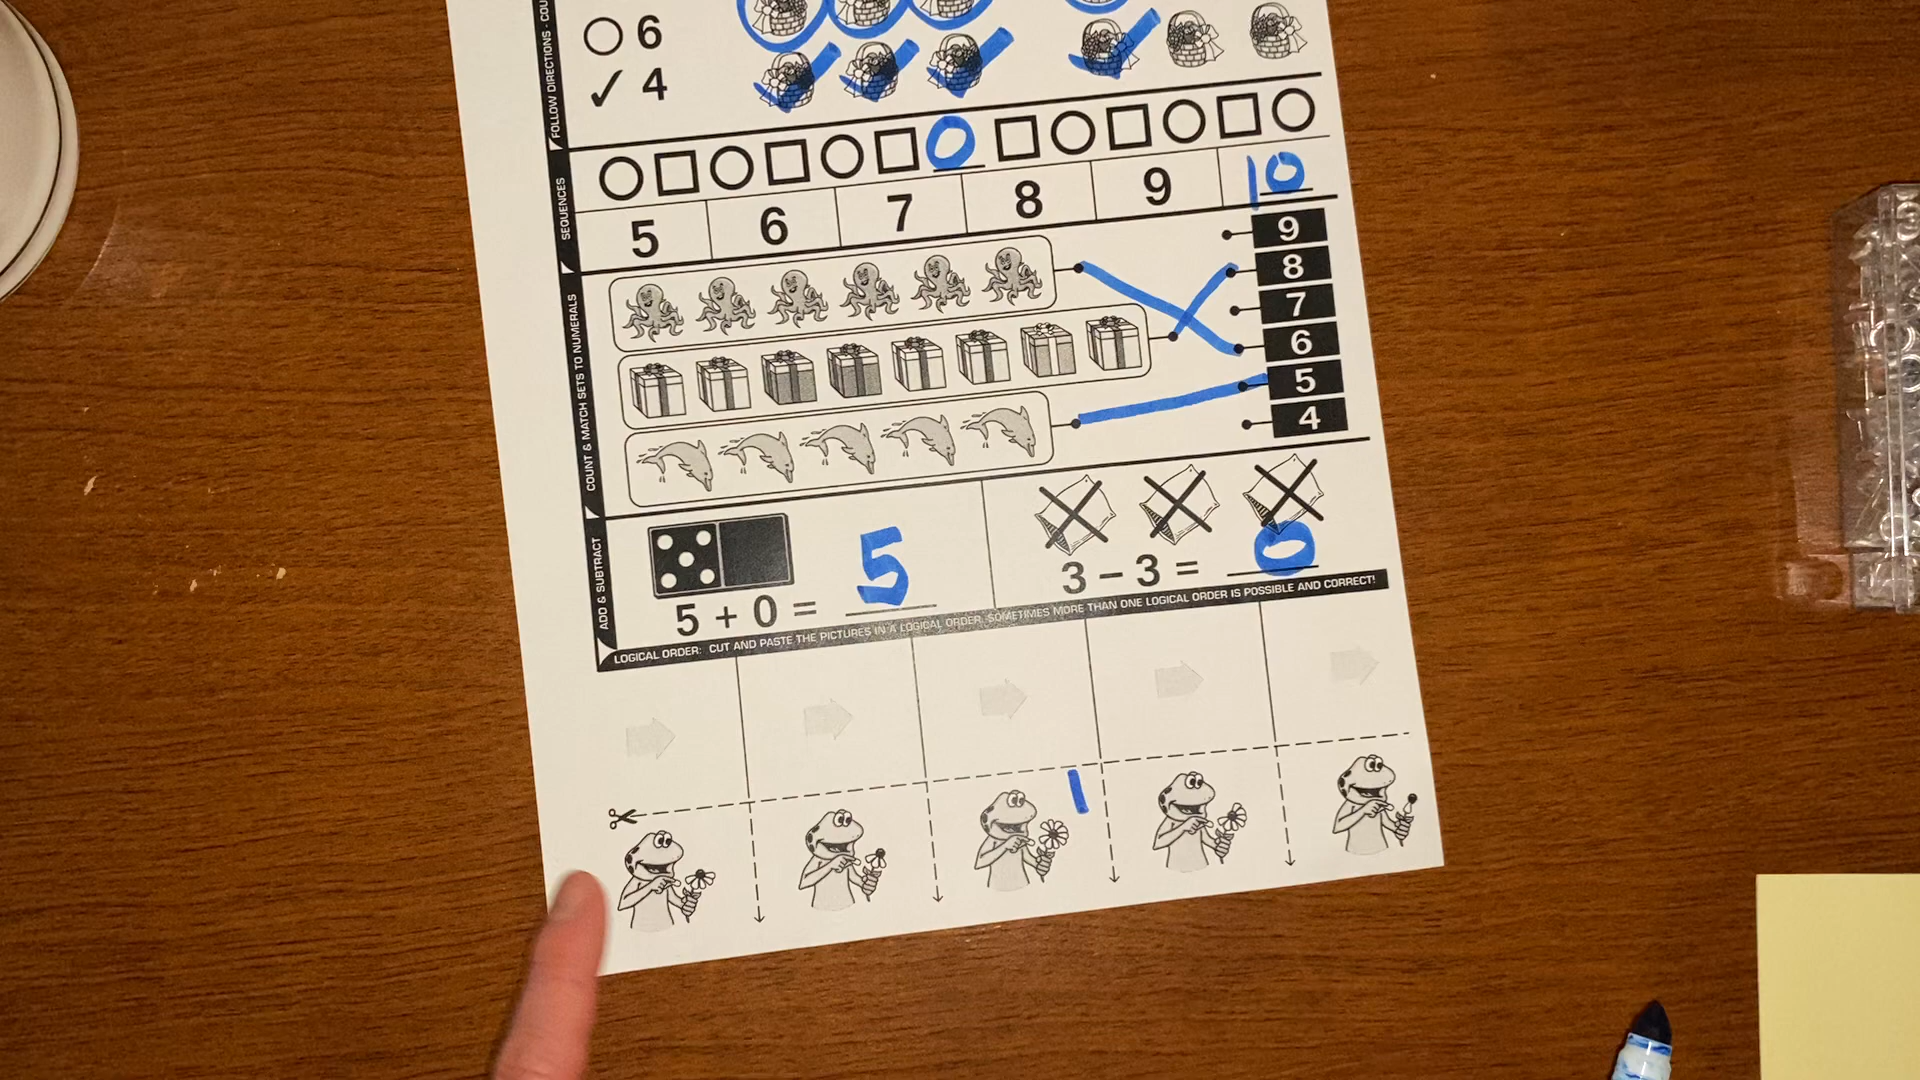 FOLLOW DIRECTIONS - COU
6
✓ 4
SEQUENCES
0
5 6 7 8 9 10
COUNT & MATCH SETS TO NUMERALS
9
8
7
6
5
4
ADD & SUBTRACT
5 + 0 = 5
3 – 3 = 0
LOGICAL ORDER: CUT AND PASTE THE PICTURES IN A LOGICAL ORDER. SOMETIMES MORE THAN ONE LOGICAL ORDER IS POSSIBLE AND CORRECT!
1